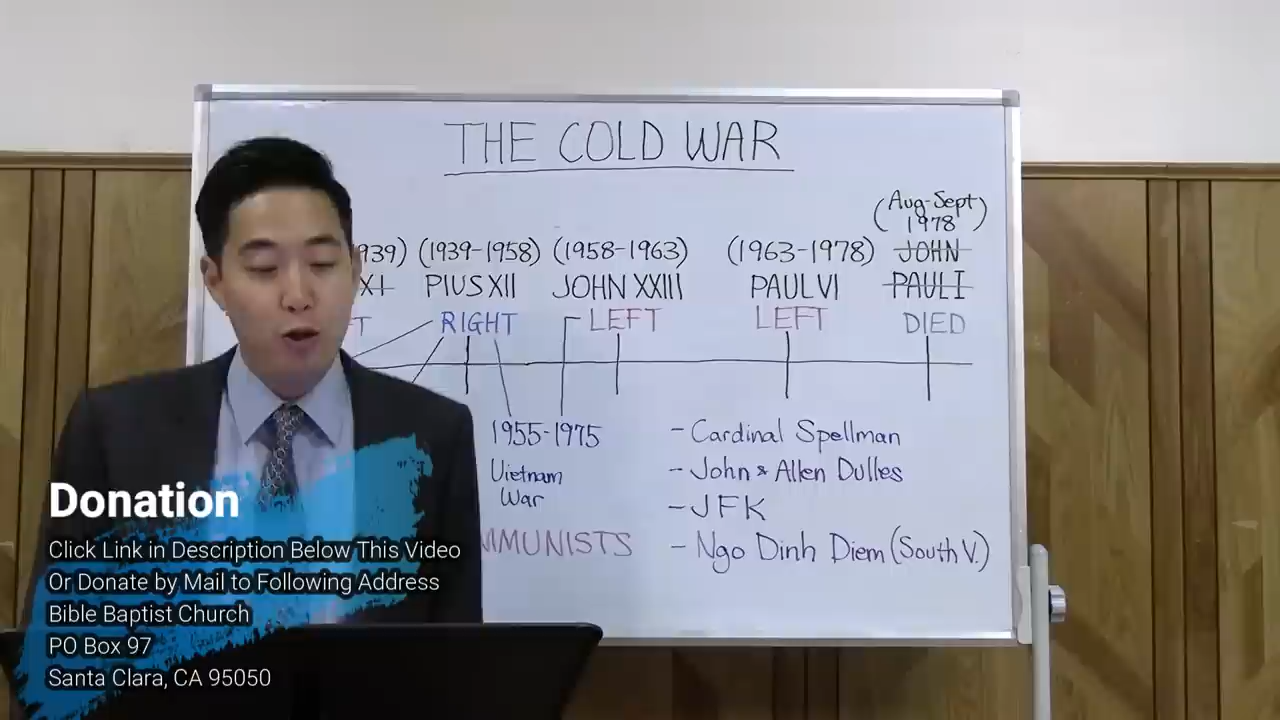 THE COLD WAR
(Aug-Sept
1978)
939) (1939-1958) (1958-1963) (1963-1978) JOHN
XI PIUS XII JOHN XXIII PAUL VI PAUL I
T RIGHT LEFT LEFT DIED
1955-1975
Vietnam
War
MMUNISTS
- Cardinal Spellman
- John & Allen Dulles
- JFK
- Ngo Dinh Diem (South V.)
Donation
Click Link in Description Below This Video
Or Donate by Mail to Following Address
Bible Baptist Church
PO Box 97
Santa Clara, CA 95050